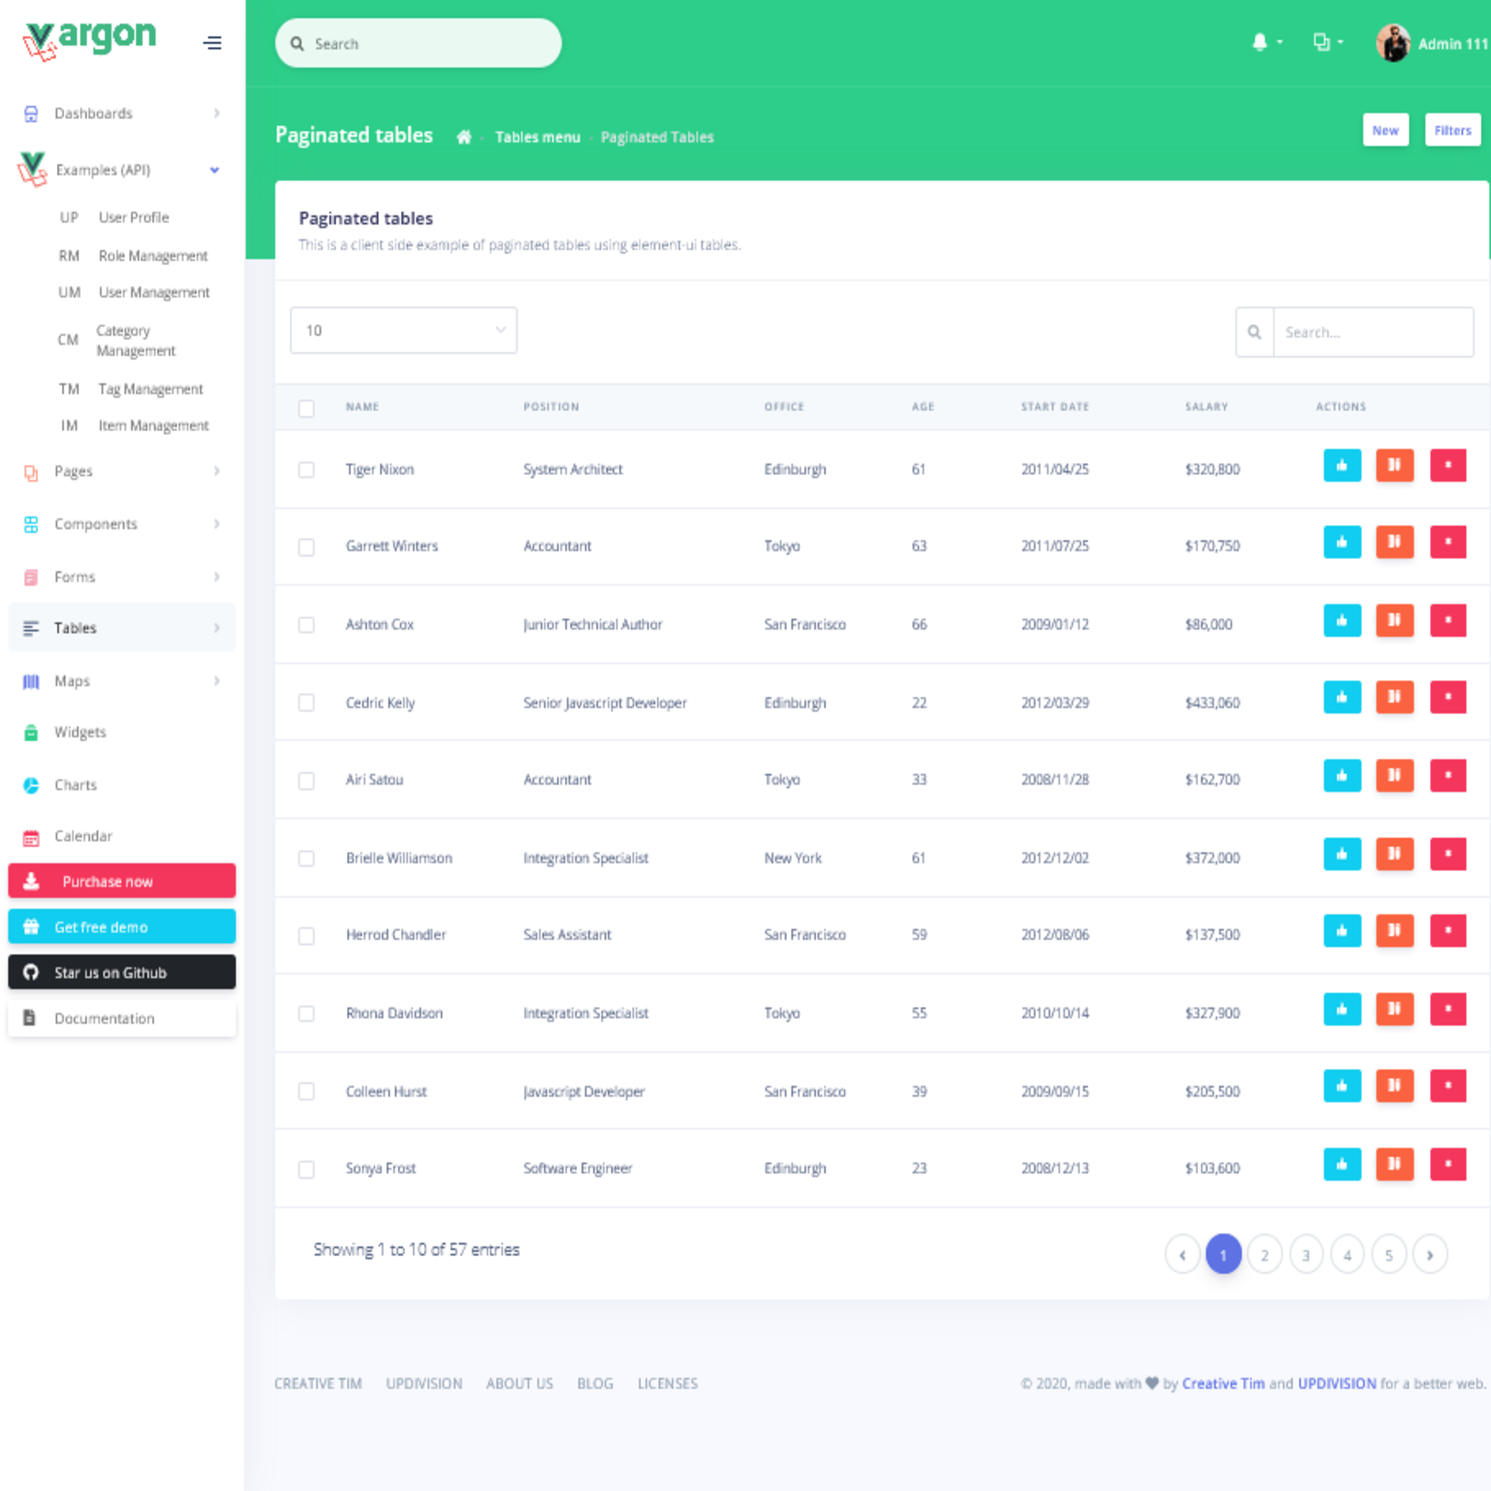 argon
Search
Admin 111
Dashboards
Examples (API)
UP User Profile
RM Role Management
UM User Management
CM Category
Management
TM Tag Management
IM Item Management
Pages
Components
Forms
Tables
Maps
Widgets
Charts
Calendar
Purchase now
Get free demo
Star us on Github
Documentation
Paginated tables - Tables menu - Paginated Tables
New Filters
Paginated tables
This is a client side example of paginated tables using element-ui tables.
10
Search...
NAME POSITION OFFICE AGE START DATE SALARY ACTIONS
Tiger Nixon System Architect Edinburgh 61 2011/04/25 $320,800
Garrett Winters Accountant Tokyo 63 2011/07/25 $170,750
Ashton Cox Junior Technical Author San Francisco 66 2009/01/12 $86,000
Cedric Kelly Senior Javascript Developer Edinburgh 22 2012/03/29 $433,060
Airi Satou Accountant Tokyo 33 2008/11/28 $162,700
Brielle Williamson Integration Specialist New York 61 2012/12/02 $372,000
Herrod Chandler Sales Assistant San Francisco 59 2012/08/06 $137,500
Rhona Davidson Integration Specialist Tokyo 55 2010/10/14 $327,900
Colleen Hurst Javascript Developer San Francisco 39 2009/09/15 $205,500
Sonya Frost Software Engineer Edinburgh 23 2008/12/13 $103,600
Showing 1 to 10 of 57 entries
‹ 1 2 3 4 5 ›
CREATIVE TIM UPDIVISION ABOUT US BLOG LICENSES
© 2020, made with ♥ by Creative Tim and UPDIVISION for a better web.